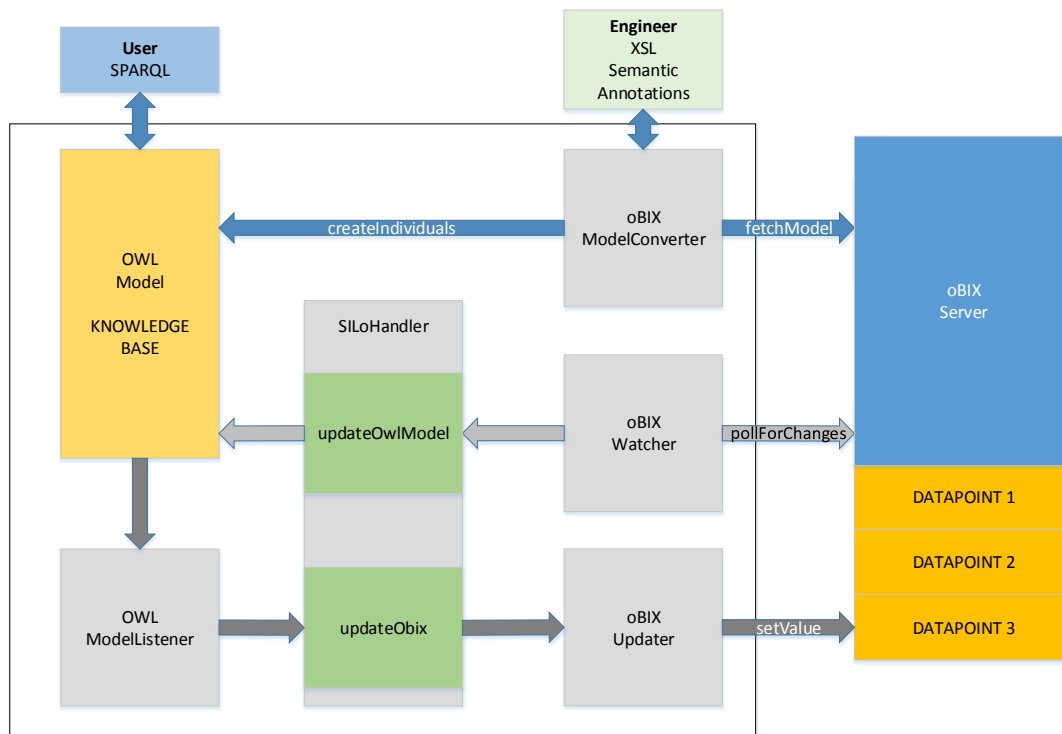 User
SPARQL
Engineer
XSL
Semantic
Annotations
OWL
Model
KNOWLEDGE
BASE
createIndividuals
oBIX
ModelConverter
fetchModel
oBIX
Server
SILoHandler
updateOwlModel
oBIX
Watcher
pollForChanges
DATAPOINT 1
DATAPOINT 2
DATAPOINT 3
OWL
ModelListener
updateObix
oBIX
Updater
setValue